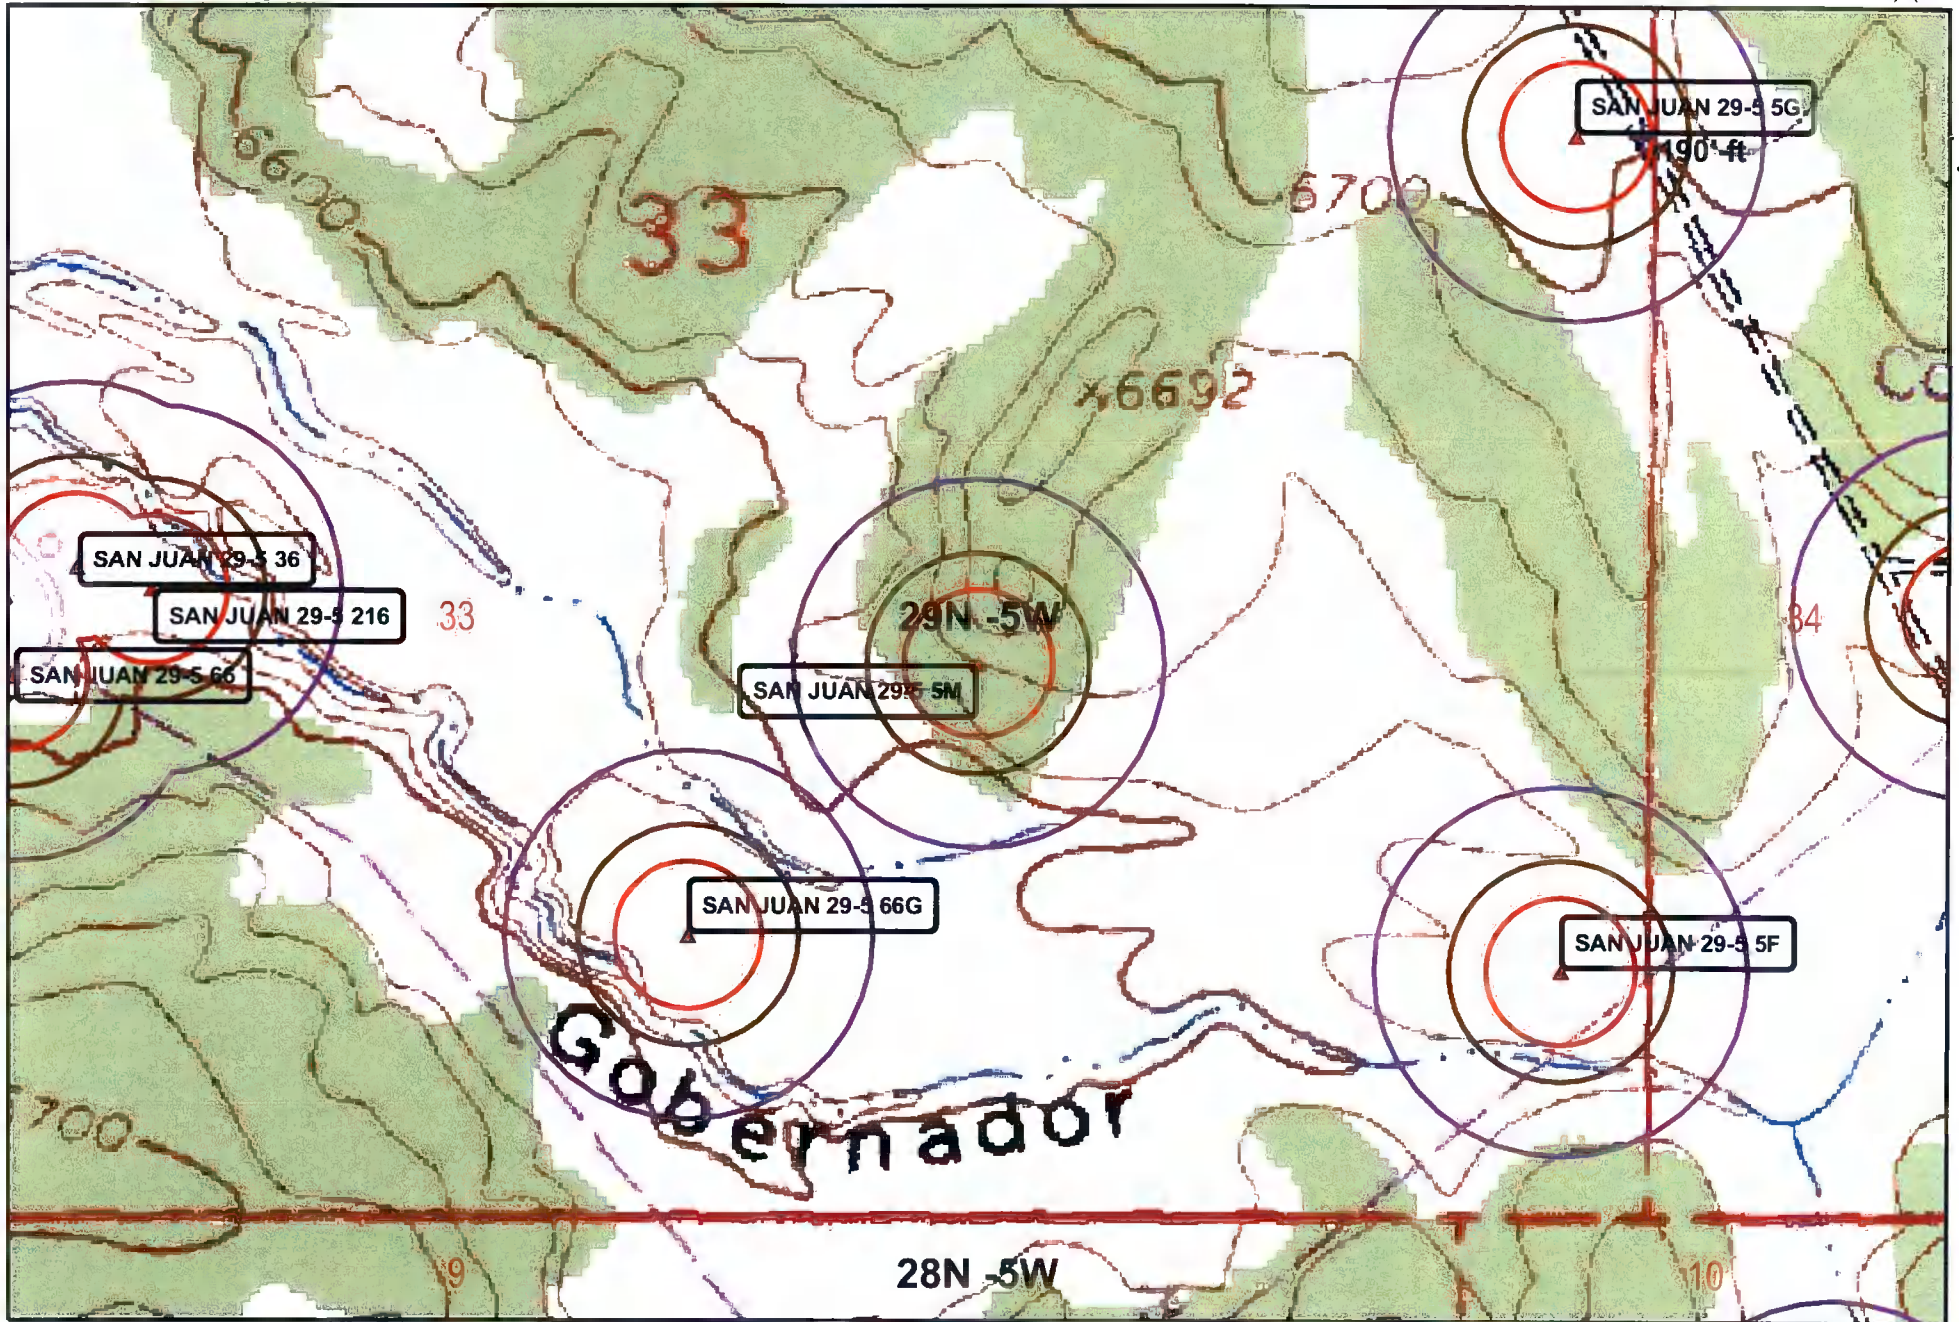 SAN JUAN 29-5 5G
190'-ft
6600
33
6700
×6692
SAN JUAN 29-5 36
SAN JUAN 29-5 216
33
29N -5W
34
SAN JUAN 29-5 66
SAN JUAN 29-5 5M
SAN JUAN 29-5 66G
SAN JUAN 29-5 5F
Gobernador
700
9
28N -5W
10